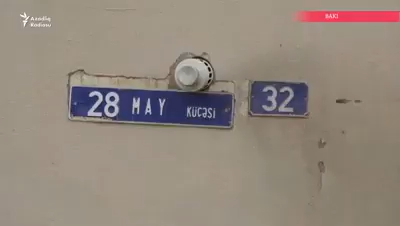 Azadlıq
Radiosu
BAKI
28 MAY KÜÇƏSİ
32